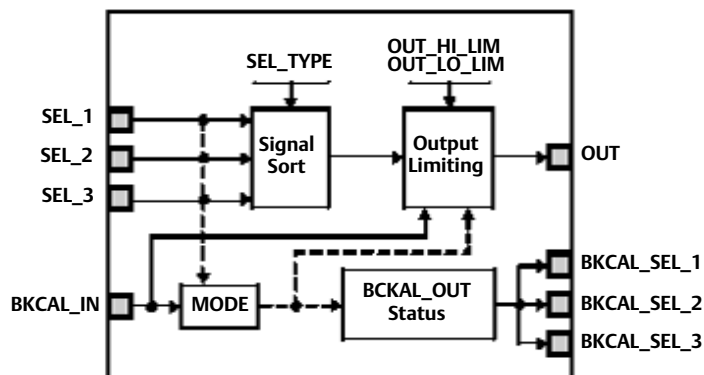 SEL_TYPE
OUT_HI_LIM
OUT_LO_LIM
SEL_1
SEL_2
SEL_3
Signal
Sort
Output
Limiting
OUT
BKCAL_IN
MODE
BCKAL_OUT
Status
BKCAL_SEL_1
BKCAL_SEL_2
BKCAL_SEL_3